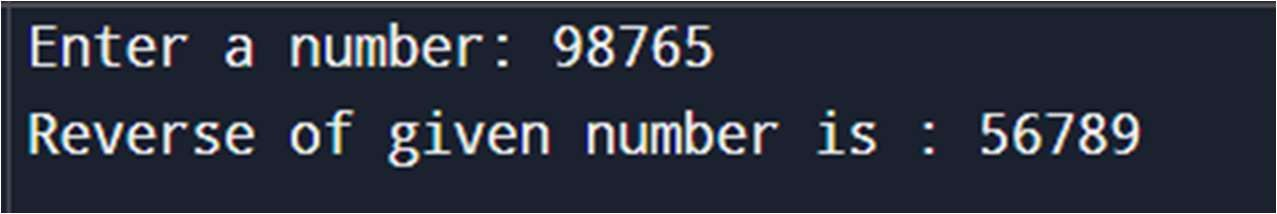 Enter a number: 98765
Reverse of given number is : 56789